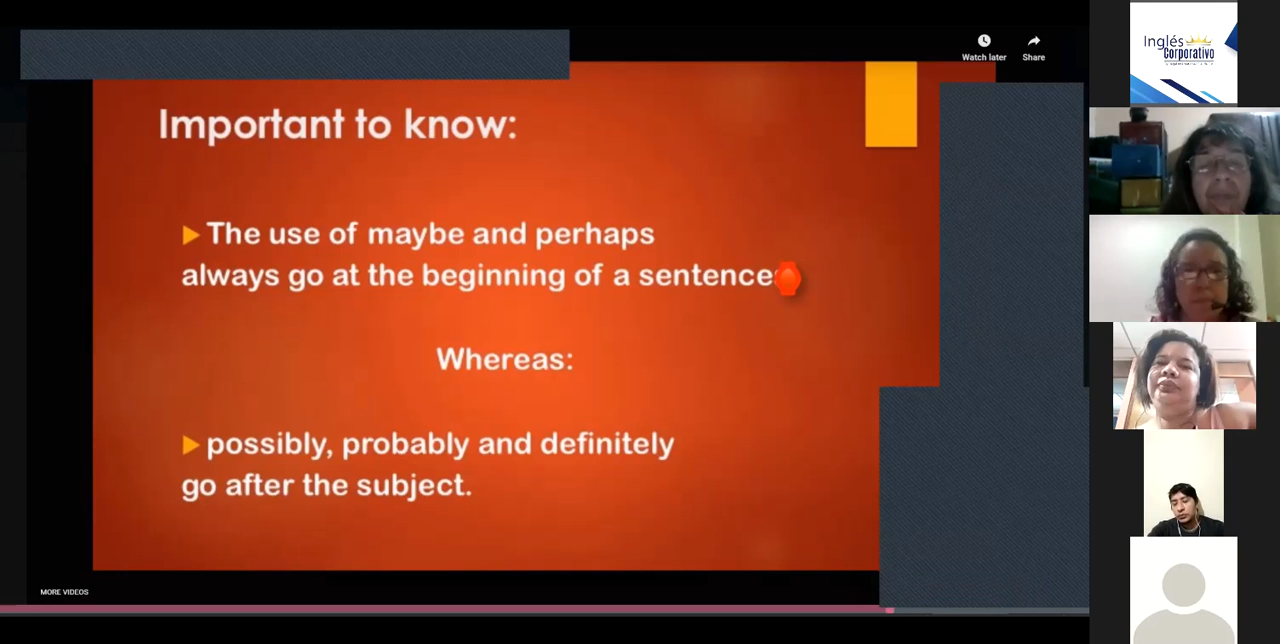 Watch later
Share
Important to know:
The use of maybe and perhaps
always go at the beginning of a sentence
Whereas:
possibly, probably and definitely
go after the subject.
MORE VIDEOS
Inglés
Corporativo